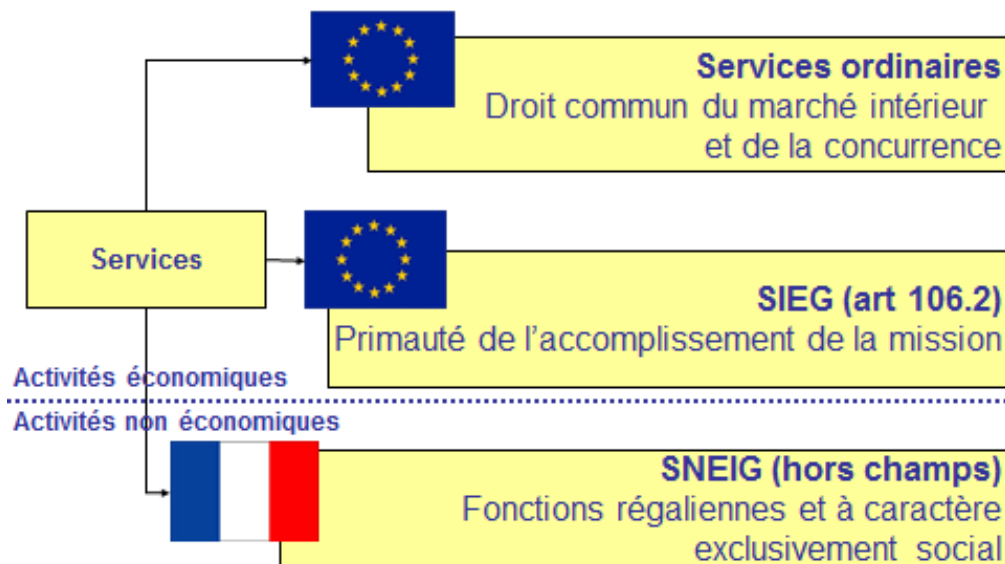 Services ordinaires
Droit commun du marché intérieur
et de la concurrence
Services
SIEG (art 106.2)
Primauté de l'accomplissement de la mission
Activités économiques
Activités non économiques
SNEIG (hors champs)
Fonctions régaliennes et à caractère
exclusivement social